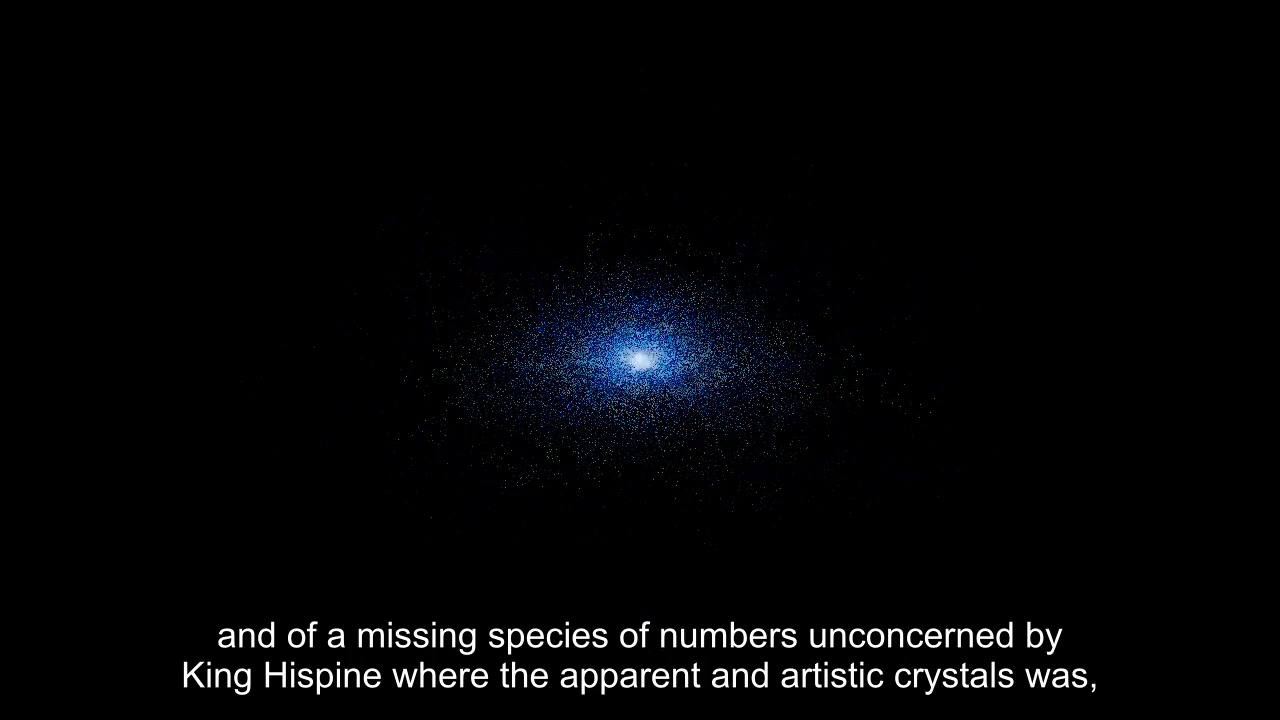 and of a missing species of numbers unconcerned by
King Hispine where the apparent and artistic crystals was,